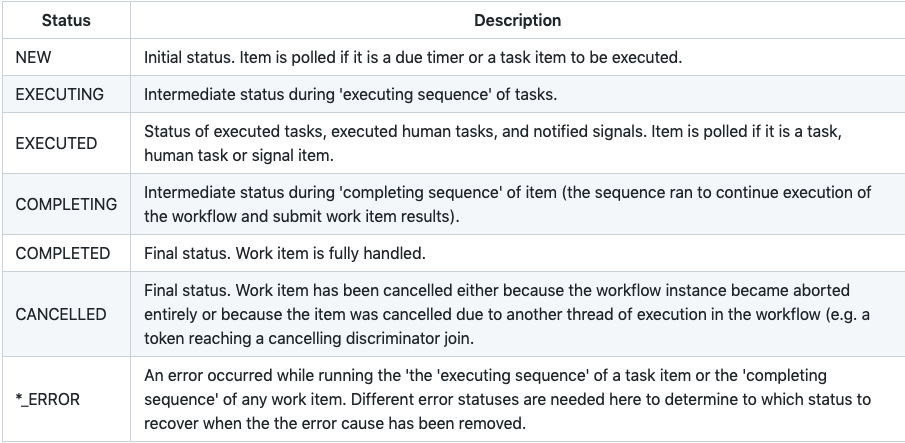 Status Description
NEW Initial status. Item is polled if it is a due timer or a task item to be executed.
EXECUTING Intermediate status during 'executing sequence' of tasks.
EXECUTED Status of executed tasks, executed human tasks, and notified signals. Item is polled if it is a task,
human task or signal item.
COMPLETING Intermediate status during 'completing sequence' of item (the sequence ran to continue execution of
the workflow and submit work item results).
COMPLETED Final status. Work item is fully handled.
CANCELLED Final status. Work item has been cancelled either because the workflow instance became aborted
entirely or because the item was cancelled due to another thread of execution in the workflow (e.g. a
token reaching a cancelling discriminator join.
*_ERROR An error occurred while running the 'the 'executing sequence' of a task item or the 'completing
sequence' of any work item. Different error statuses are needed here to determine to which status to
recover when the the error cause has been removed.